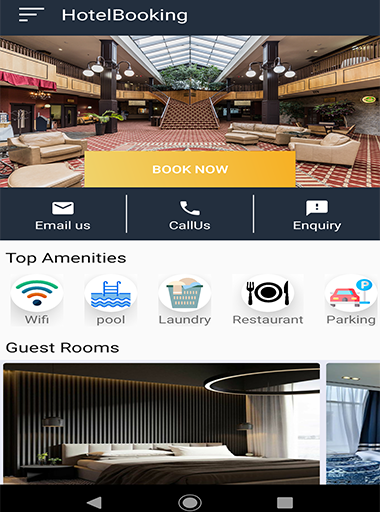 HotelBooking
BOOK NOW
Email us
CallUs
Enquiry
Top Amenities
Wifi
pool
Laundry
Restaurant
P
Parking
Guest Rooms